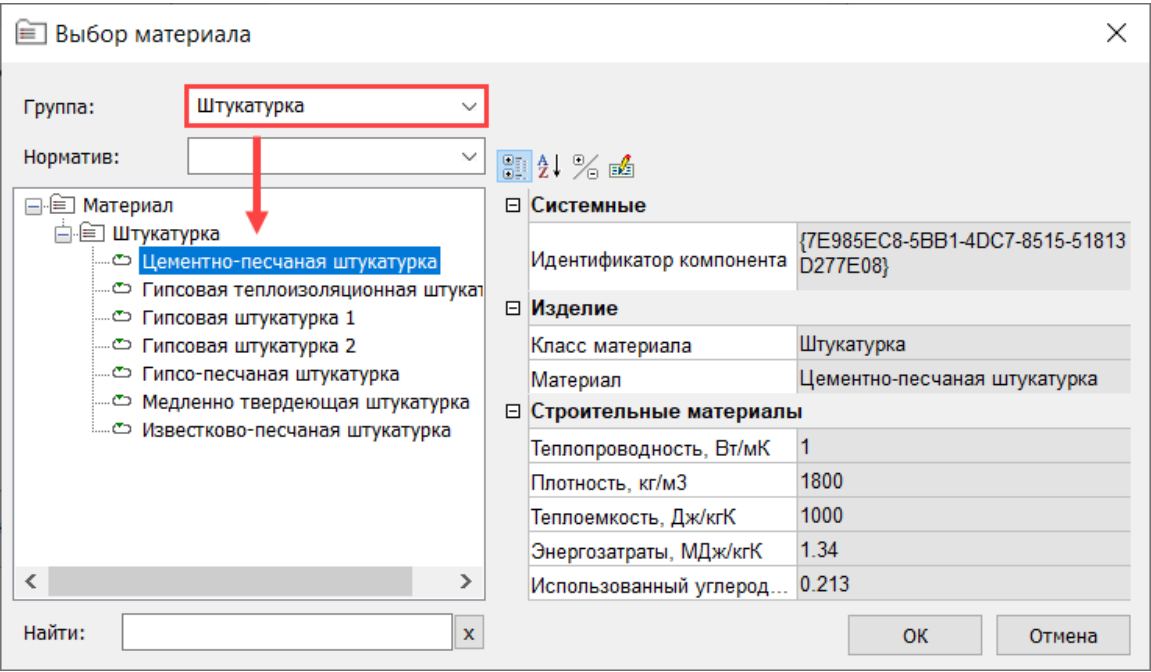 Выбор материала
Группа:
Штукатурка
Норматив:
Материал
Штукатурка
Цементно-песчаная штукатурка
Гипсовая теплоизоляционная штукат
Гипсовая штукатурка 1
Гипсовая штукатурка 2
Гипсо-песчаная штукатурка
Медленно твердеющая штукатурка
Известково-песчаная штукатурка
Найти:
x
Системные
Идентификатор компонента
{7E985EC8-5BB1-4DC7-8515-51813
D277E08}
Изделие
Класс материала Штукатурка
Материал Цементно-песчаная штукатурка
Строительные материалы
Теплопроводность, Вт/мК 1
Плотность, кг/м3 1800
Теплоемкость, Дж/кгК 1000
Энергозатраты, МДж/кгК 1.34
Использованный углерод... 0.213
ОК
Отмена